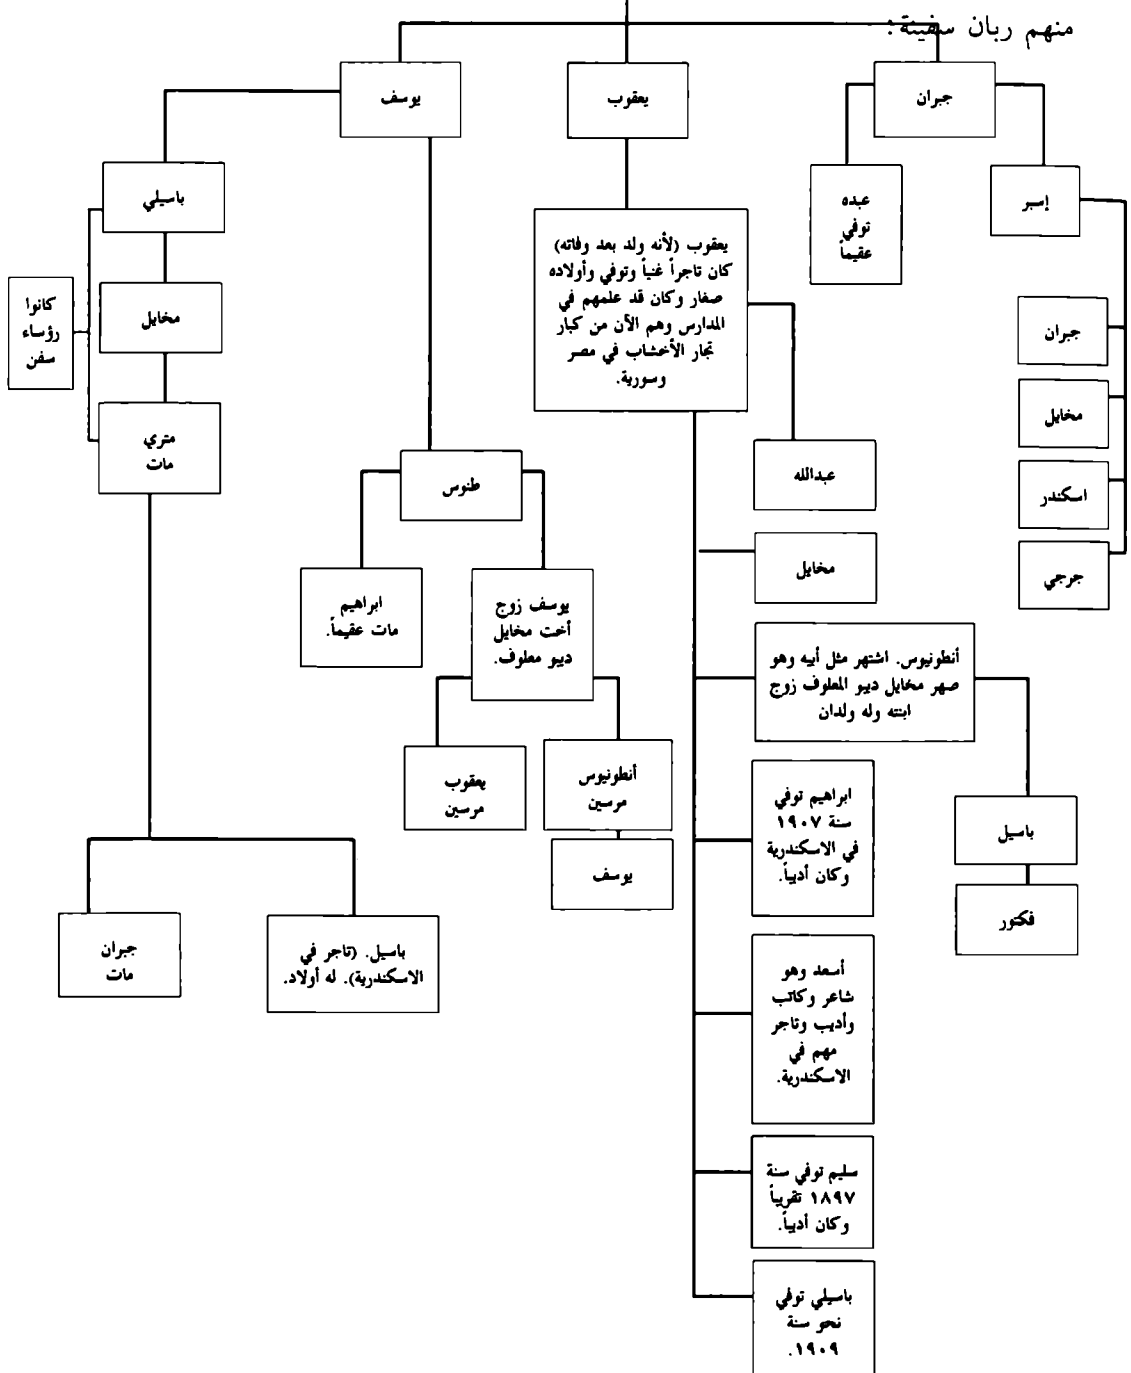 منهم ربان سفينة:
جبران
يعقوب
يوسف
إسبر
عبده
توفي
عقيماً
جبران
مخايل
اسكندر
جرجي
يعقوب (لأنه ولد بعد وفاته)
كان تاجراً غنياً وتوفي وأولاده
صغار وكان قد علمهم في
المدارس وهم الآن من كبار
تجار الأخشاب في مصر
وسورية.
عبدالله
مخايل
أنطونيوس. اشتهر مثل أبيه وهو
صهر مخايل ديبو المعلوف زوج
ابنته وله ولدان
باسيل
فكتور
ابراهيم توفي
سنة ١٩٠٧
في الاسكندرية
وكان أديباً.
أسعد وهو
شاعر وكاتب
وأديب وتاجر
مهم في
الاسكندرية.
سليم توفي سنة
١٨٩٧ تقريباً
وكان أديباً.
باسيلي توفي
نحو سنة
١٩٠٩.
طنوس
يوسف زوج
أخت مخايل
ديبو معلوف.
ابراهيم
مات عقيماً.
أنطونيوس
مرسين
يعقوب
مرسين
يوسف
باسيلي
مخايل
متري
مات
كانوا
رؤساء
سفن
باسيل. (تاجر في
الاسكندرية). له أولاد.
جبران
مات